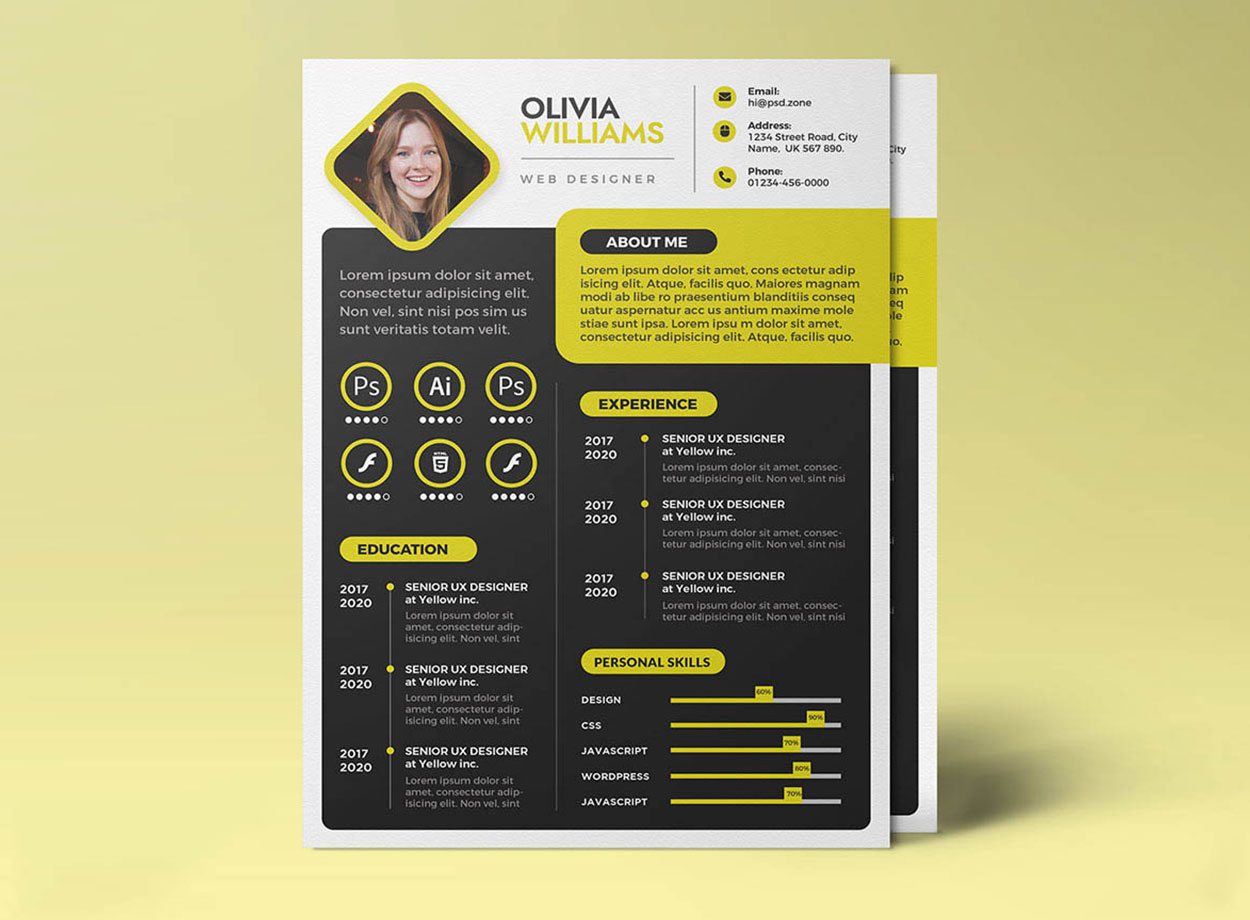 OLIVIA
WILLIAMS
WEB DESIGNER
Email:
hi@psd.zone
Address:
1234 Street Road, City
Name,  UK 567 890.
Phone:
01234-456-0000
Lorem ipsum dolor sit amet,
consectetur adipisicing elit.
Non vel, sint nisi pos sim us
sunt veritatis totam velit.
Ps
Ai
Ps
HTML
5
ABOUT ME
Lorem ipsum dolor sit amet, cons ectetur adip
isicing elit. Atque, facilis quo. Maiores magnam
modi ab libe ro praesentium blanditiis conseq
uatur aspernatur acc us antium maxime mole
stiae sunt ipsa. Lorem ipsu m dolor sit amet,
consectetur adipisicing elit. Atque, facilis quo.
EDUCATION
2017
2020
SENIOR UX DESIGNER
at Yellow inc.
Lorem ipsum dolor sit
amet, consectetur adip-
isicing elit. Non vel, sint
2017
2020
SENIOR UX DESIGNER
at Yellow inc.
Lorem ipsum dolor sit
amet, consectetur adip-
isicing elit. Non vel, sint
2017
2020
SENIOR UX DESIGNER
at Yellow inc.
Lorem ipsum dolor sit
amet, consectetur adip-
isicing elit. Non vel, sint
EXPERIENCE
2017
2020
SENIOR UX DESIGNER
at Yellow inc.
Lorem ipsum dolor sit amet, consec-
tetur adipisicing elit. Non vel, sint nisi
2017
2020
SENIOR UX DESIGNER
at Yellow inc.
Lorem ipsum dolor sit amet, consec-
tetur adipisicing elit. Non vel, sint nisi
2017
2020
SENIOR UX DESIGNER
at Yellow inc.
Lorem ipsum dolor sit amet, consec-
tetur adipisicing elit. Non vel, sint nisi
PERSONAL SKILLS
DESIGN 60%
CSS 90%
JAVASCRIPT 70%
WORDPRESS 80%
JAVASCRIPT 70%
City
lip
am
eq
ole
uo.